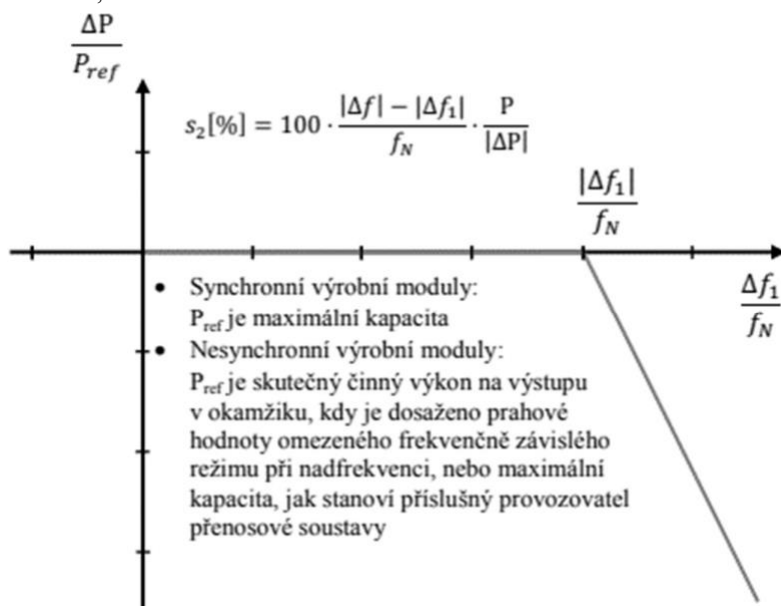 ΔP
P_ref
s₂[%] = 100 · (|Δf| − |Δf₁|)/f_N · P/|ΔP|
|Δf₁|
f_N
• Synchronní výrobní moduly:
P_ref je maximální kapacita
Δf₁
f_N
• Nesynchronní výrobní moduly:
P_ref je skutečný činný výkon na výstupu
v okamžiku, kdy je dosaženo prahové
hodnoty omezeného frekvenčně závislého
režimu při nadfrekvenci, nebo maximální
kapacita, jak stanoví příslušný provozovatel
přenosové soustavy